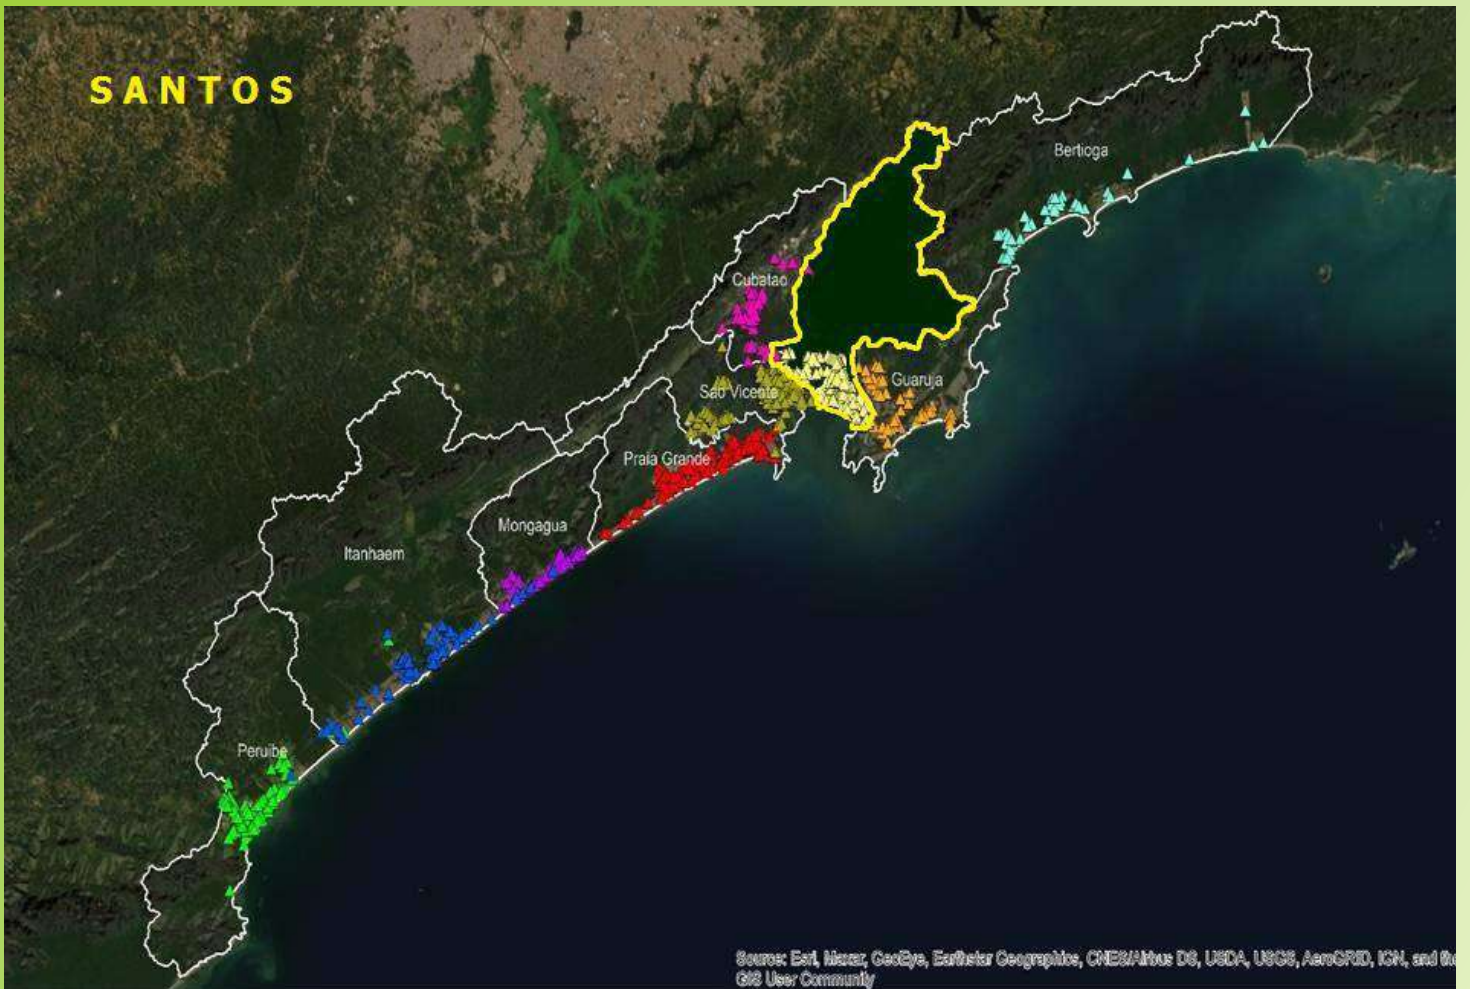 SANTOS
Bertioga
Cubatao
Guaruja
Sao Vicente
Praia Grande
Mongagua
Itanhaem
Peruibe
Source: Esri, Maxar, GeoEye, Earthstar Geographics, CNES/Airbus DS, USDA, USGS, AeroGRID, IGN, and the
GIS User Community